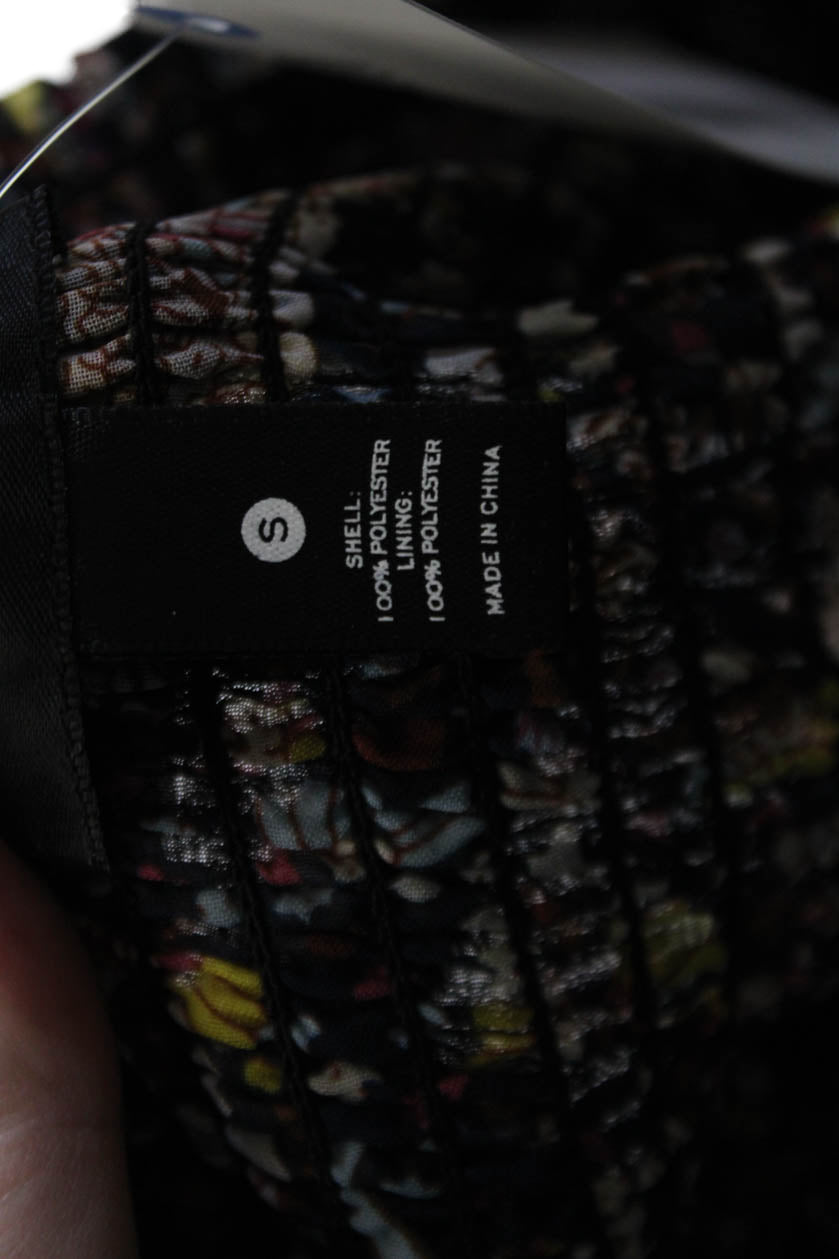 S
SHELL:
100% POLYESTER
LINING:
100% POLYESTER
MADE IN CHINA